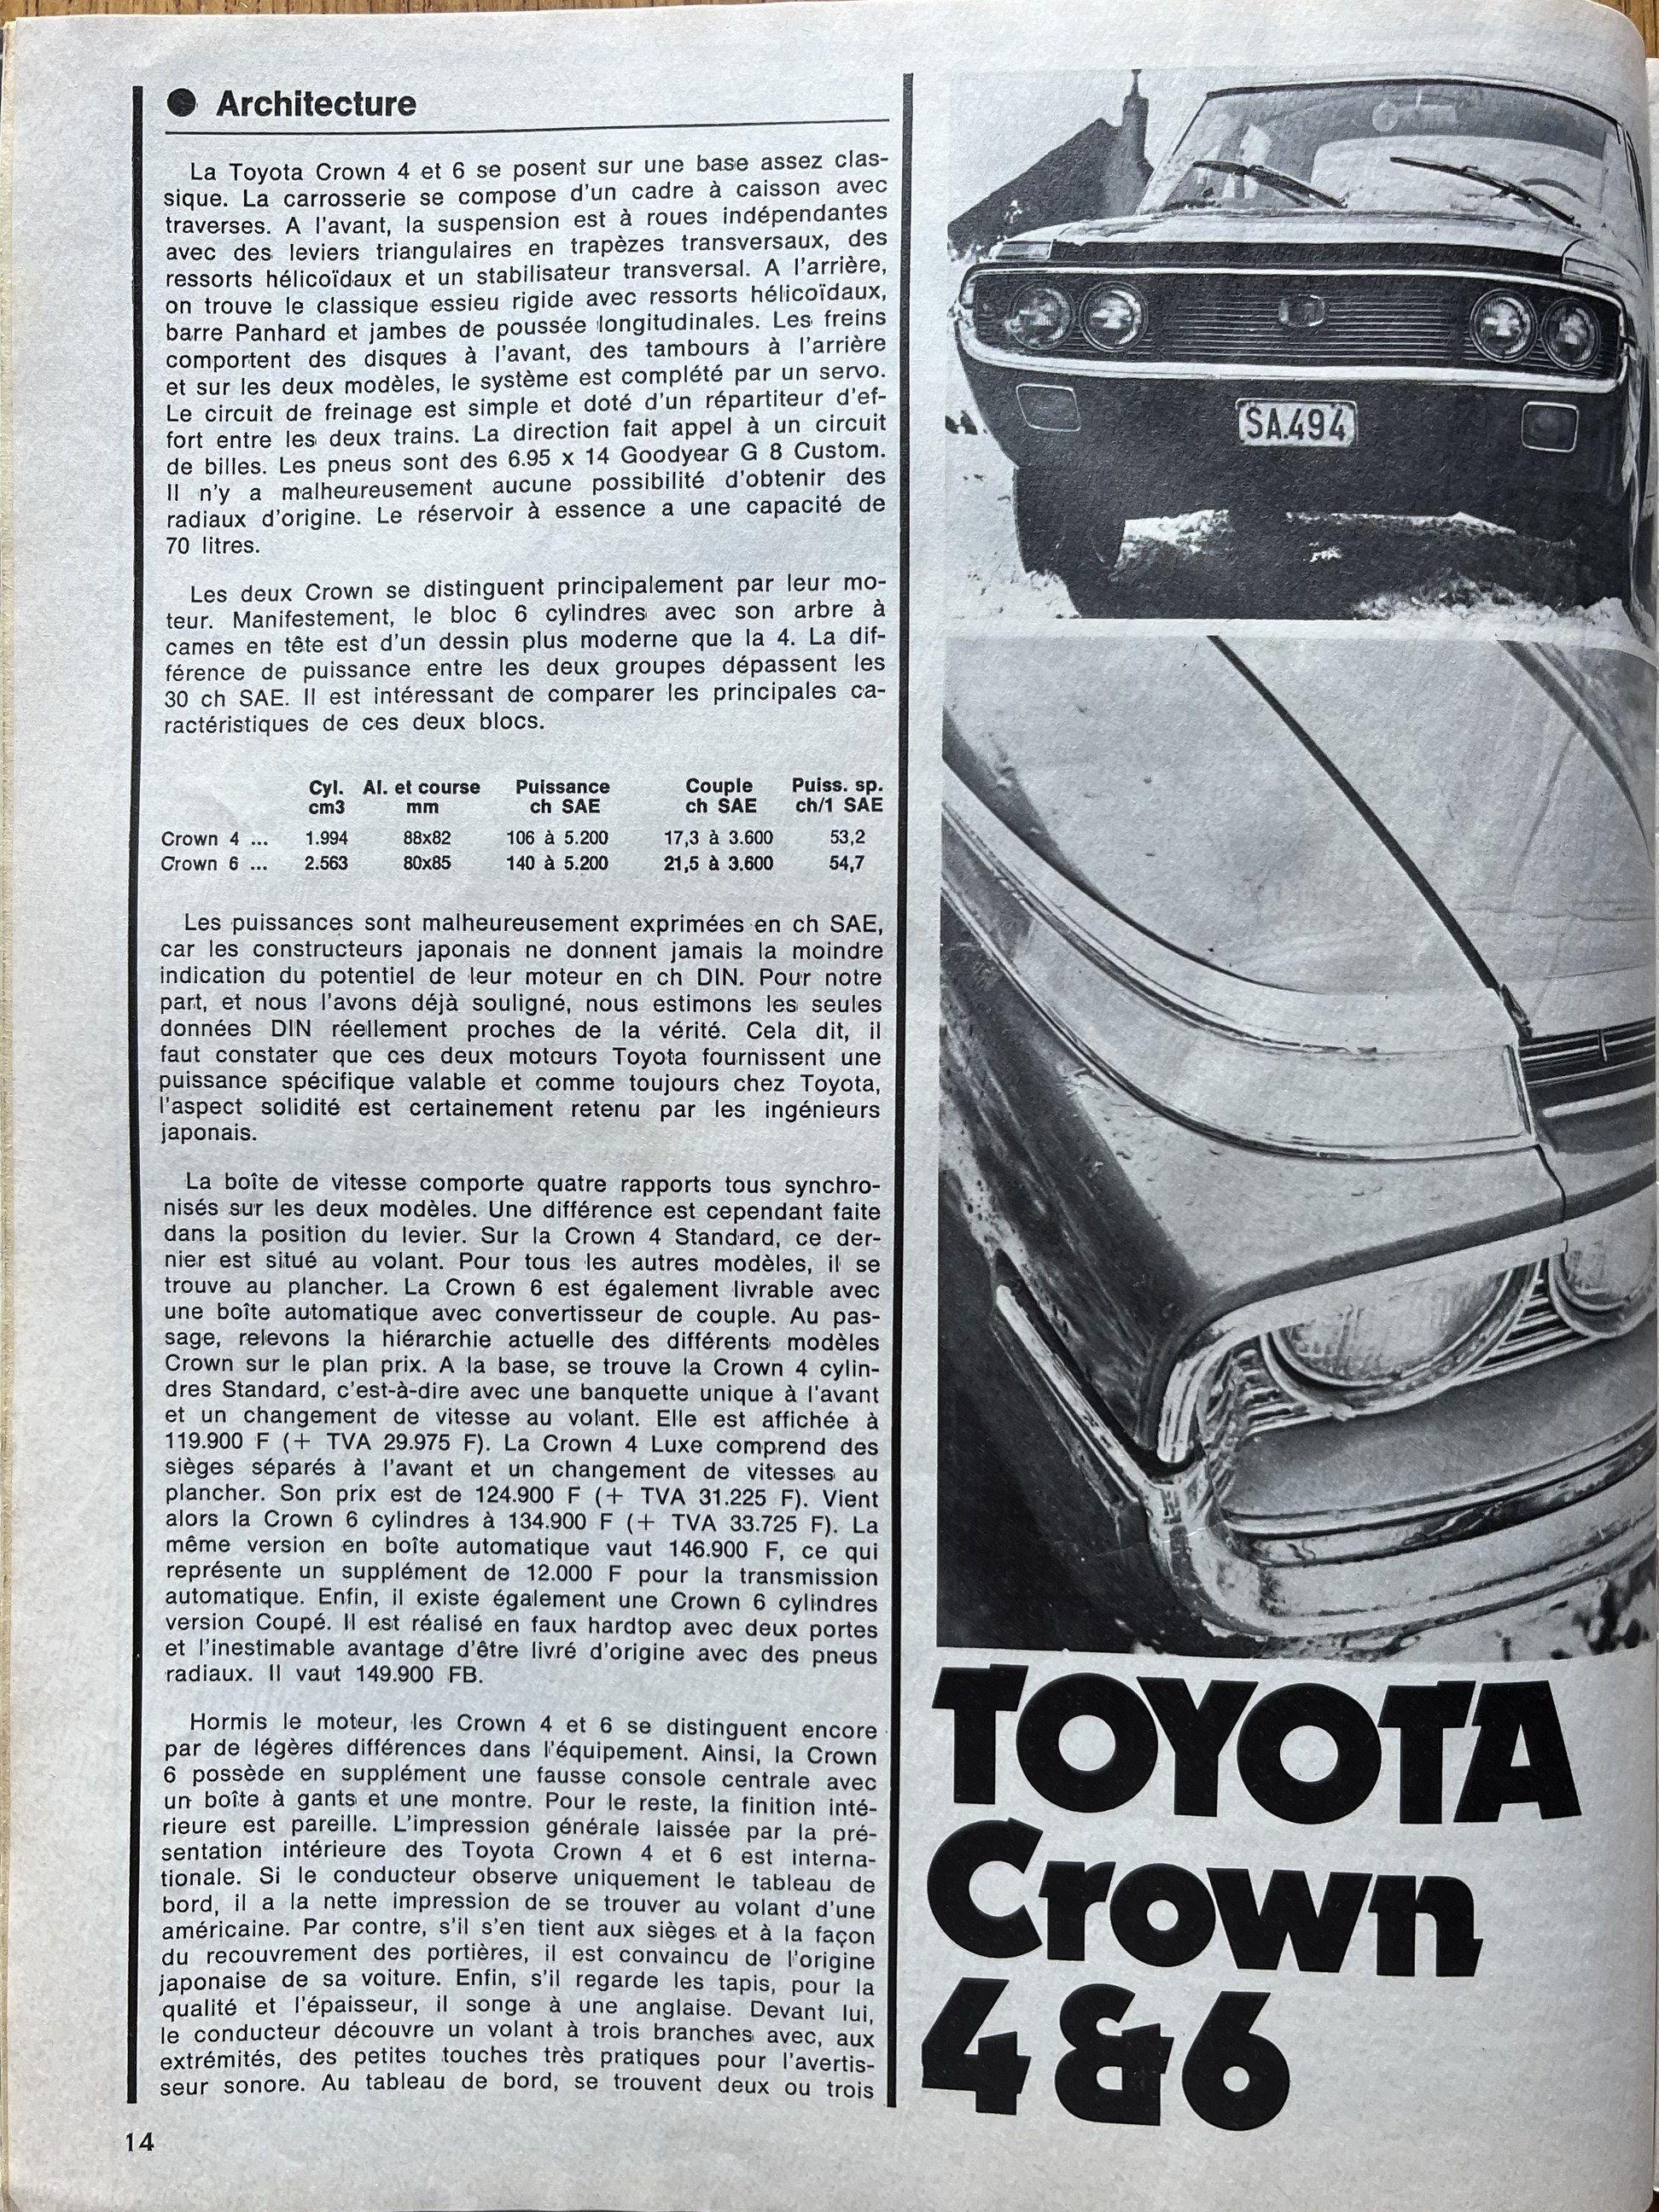 ● Architecture
La Toyota Crown 4 et 6 se posent sur une base assez clas-
sique. La carrosserie se compose d'un cadre à caisson avec
traverses. A l'avant, la suspension est à roues indépendantes
avec des leviers triangulaires en trapèzes transversaux, des
ressorts hélicoïdaux et un stabilisateur transversal. A l'arrière,
on trouve le classique essieu rigide avec ressorts hélicoïdaux,
barre Panhard et jambes de poussée longitudinales. Les freins
comportent des disques à l'avant, des tambours à l'arrière
et sur les deux modèles, le système est complété par un servo.
Le circuit de freinage est simple et doté d'un répartiteur d'ef-
fort entre les deux trains. La direction fait appel à un circuit
de billes. Les pneus sont des 6.95 x 14 Goodyear G 8 Custom.
Il n'y a malheureusement aucune possibilité d'obtenir des
radiaux d'origine. Le réservoir à essence a une capacité de
70 litres.
Les deux Crown se distinguent principalement par leur mo-
teur. Manifestement, le bloc 6 cylindres avec son arbre à
cames en tête est d'un dessin plus moderne que la 4. La dif-
férence de puissance entre les deux groupes dépassent les
30 ch SAE. Il est intéressant de comparer les principales ca-
ractéristiques de ces deux blocs.
Cyl. Al. et course Puissance Couple Puiss. sp.
cm3 mm ch SAE ch SAE ch/1 SAE
Crown 4 ... 1.994 88x82 106 à 5.200 17,3 à 3.600 53,2
Crown 6 ... 2.563 80x85 140 à 5.200 21,5 à 3.600 54,7
Les puissances sont malheureusement exprimées en ch SAE,
car les constructeurs japonais ne donnent jamais la moindre
indication du potentiel de leur moteur en ch DIN. Pour notre
part, et nous l'avons déjà souligné, nous estimons les seules
données DIN réellement proches de la vérité. Cela dit, il
faut constater que ces deux moteurs Toyota fournissent une
puissance spécifique valable et comme toujours chez Toyota,
l'aspect solidité est certainement retenu par les ingénieurs
japonais.
La boîte de vitesse comporte quatre rapports tous synchro-
nisés sur les deux modèles. Une différence est cependant faite
dans la position du levier. Sur la Crown 4 Standard, ce der-
nier est situé au volant. Pour tous les autres modèles, il se
trouve au plancher. La Crown 6 est également livrable avec
une boîte automatique avec convertisseur de couple. Au pas-
sage, relevons la hiérarchie actuelle des différents modèles
Crown sur le plan prix. A la base, se trouve la Crown 4 cylin-
dres Standard, c'est-à-dire avec une banquette unique à l'avant
et un changement de vitesse au volant. Elle est affichée à
119.900 F (+ TVA 29.975 F). La Crown 4 Luxe comprend des
sièges séparés à l'avant et un changement de vitesses au
plancher. Son prix est de 124.900 F (+ TVA 31.225 F). Vient
alors la Crown 6 cylindres à 134.900 F (+ TVA 33.725 F). La
même version en boîte automatique vaut 146.900 F, ce qui
représente un supplément de 12.000 F pour la transmission
automatique. Enfin, il existe également une Crown 6 cylindres
version Coupé. Il est réalisé en faux hardtop avec deux portes
et l'inestimable avantage d'être livré d'origine avec des pneus
radiaux. Il vaut 149.900 FB.
Hormis le moteur, les Crown 4 et 6 se distinguent encore
par de légères différences dans l'équipement. Ainsi, la Crown
6 possède en supplément une fausse console centrale avec
un boîte à gants et une montre. Pour le reste, la finition inté-
rieure est pareille. L'impression générale laissée par la pré-
sentation intérieure des Toyota Crown 4 et 6 est interna-
tionale. Si le conducteur observe uniquement le tableau de
bord, il a la nette impression de se trouver au volant d'une
américaine. Par contre, s'il s'en tient aux sièges et à la façon
du recouvrement des portières, il est convaincu de l'origine
japonaise de sa voiture. Enfin, s'il regarde les tapis, pour la
qualité et l'épaisseur, il songe à une anglaise. Devant lui,
le conducteur découvre un volant à trois branches avec, aux
extrémités, des petites touches très pratiques pour l'avertis-
seur sonore. Au tableau de bord, se trouvent deux ou trois
14
SA.494
TOYOTA
Crown
4&6